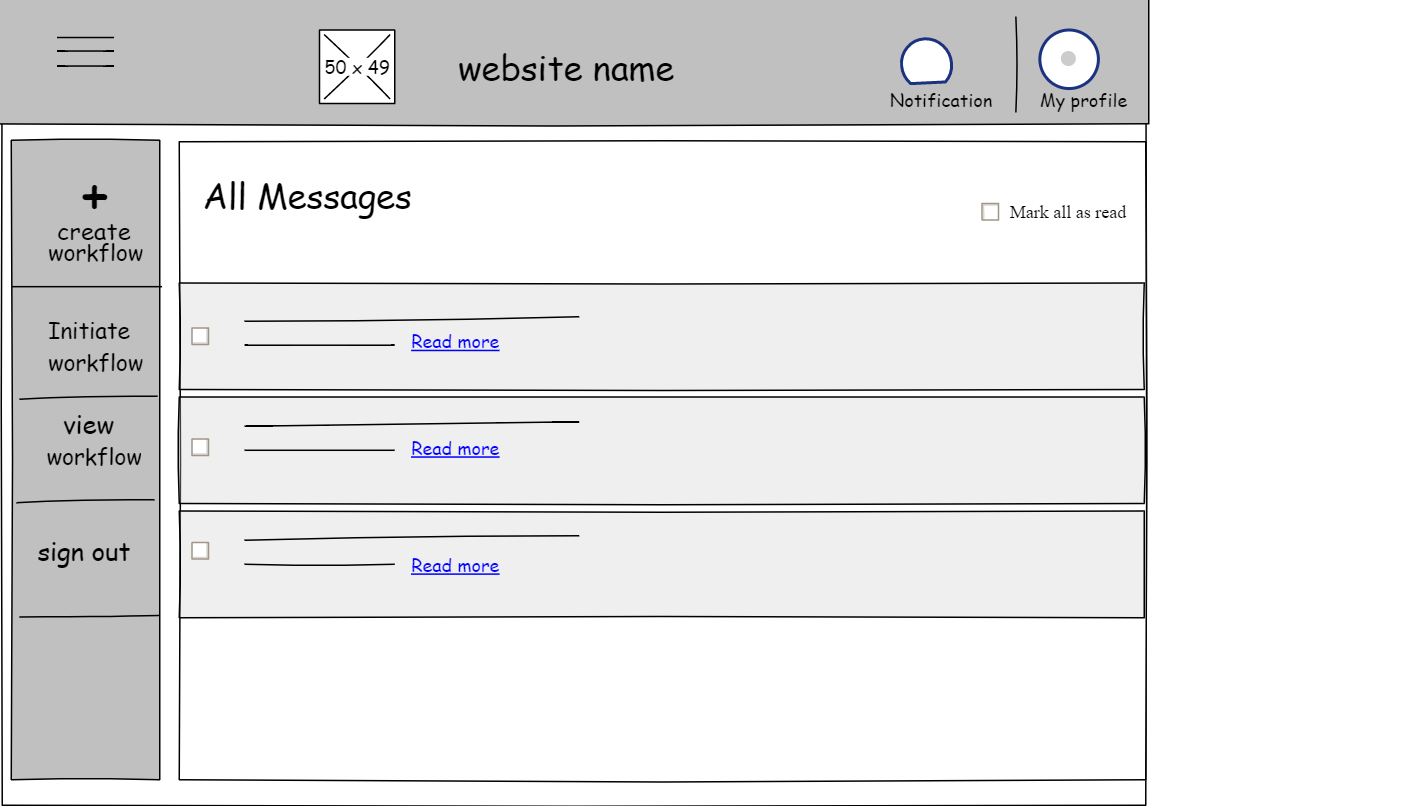 50 x 49
website name
Notification
My profile
+
create
workflow
Initiate
workflow
view
workflow
sign out
All Messages
Mark all as read
Read more
Read more
Read more